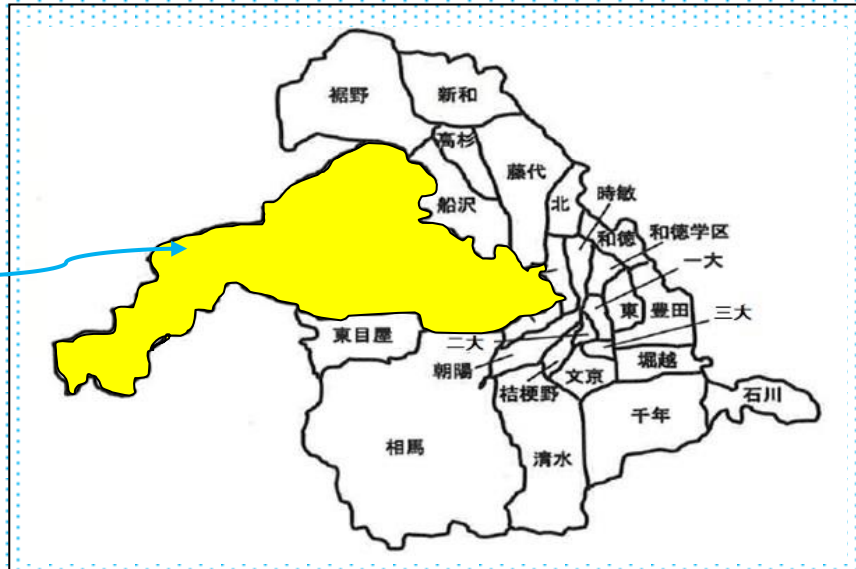 裾野
新和
高杉
藤代
船沢
北
時敏
和徳
和徳学区
一大
東
豊田
三大
東目屋
二大
朝陽
堀越
桔梗野
文京
石川
千年
相馬
清水